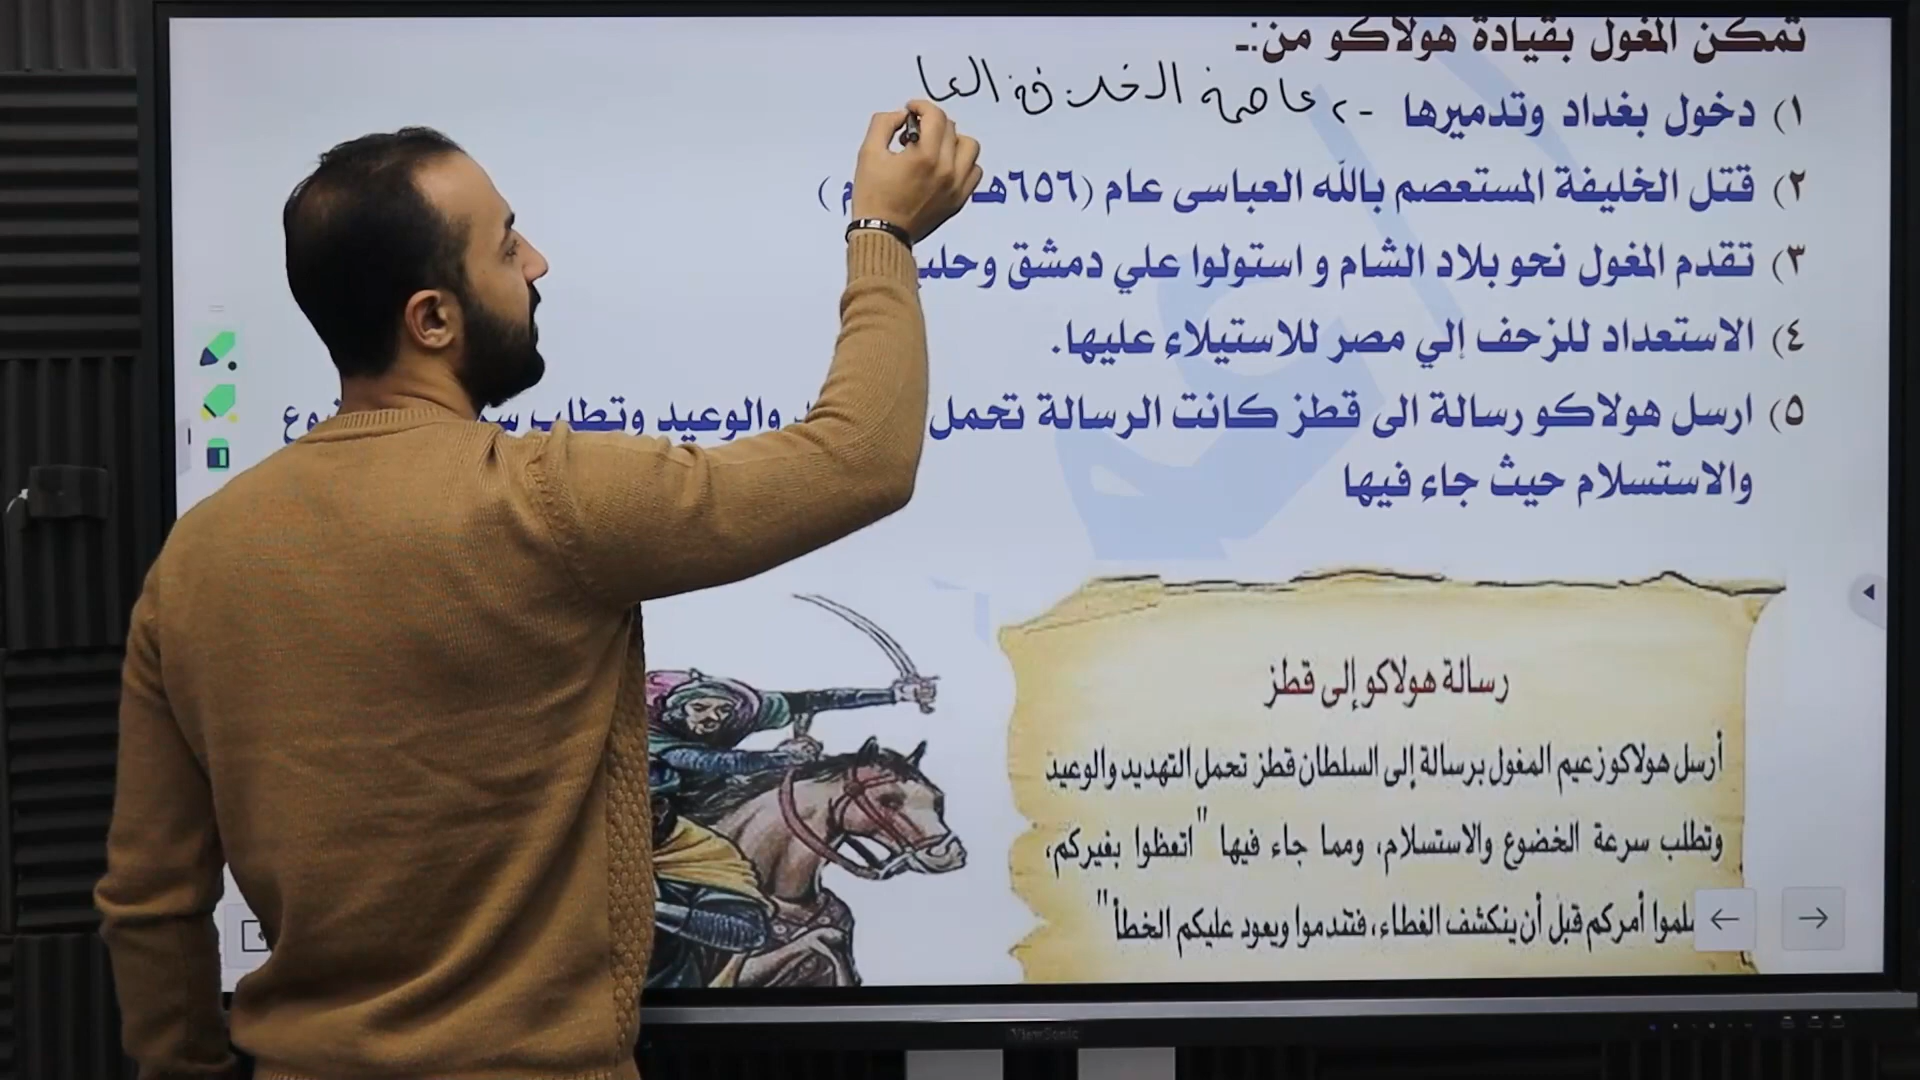 تمكن المغول بقيادة هولاكو من:ـ
١) دخول بغداد وتدميرها -> عاصمة الخلافة العبا
٢) قتل الخليفة المستعصم بالله العباسى عام (٦٥٦هـ م)
٣) تقدم المغول نحو بلاد الشام و استولوا علي دمشق وحلب
٤) الاستعداد للزحف إلي مصر للاستيلاء عليها.
٥) ارسل هولاكو رسالة الى قطز كانت الرسالة تحمل والوعيد وتطلب
والاستسلام حيث جاء فيها
رسالة هولاكو إلى قطز
أرسل هولاكو زعيم المغول برسالة إلى السلطان قطز تحمل التهديد والوعيد
وتطلب سرعة الخضوع والاستسلام، ومما جاء فيها "اتعظوا بغيركم،
أمركم قبل أن ينكشف الغطاء، فتندموا ويعود عليكم الخطأ"
ViewSonic